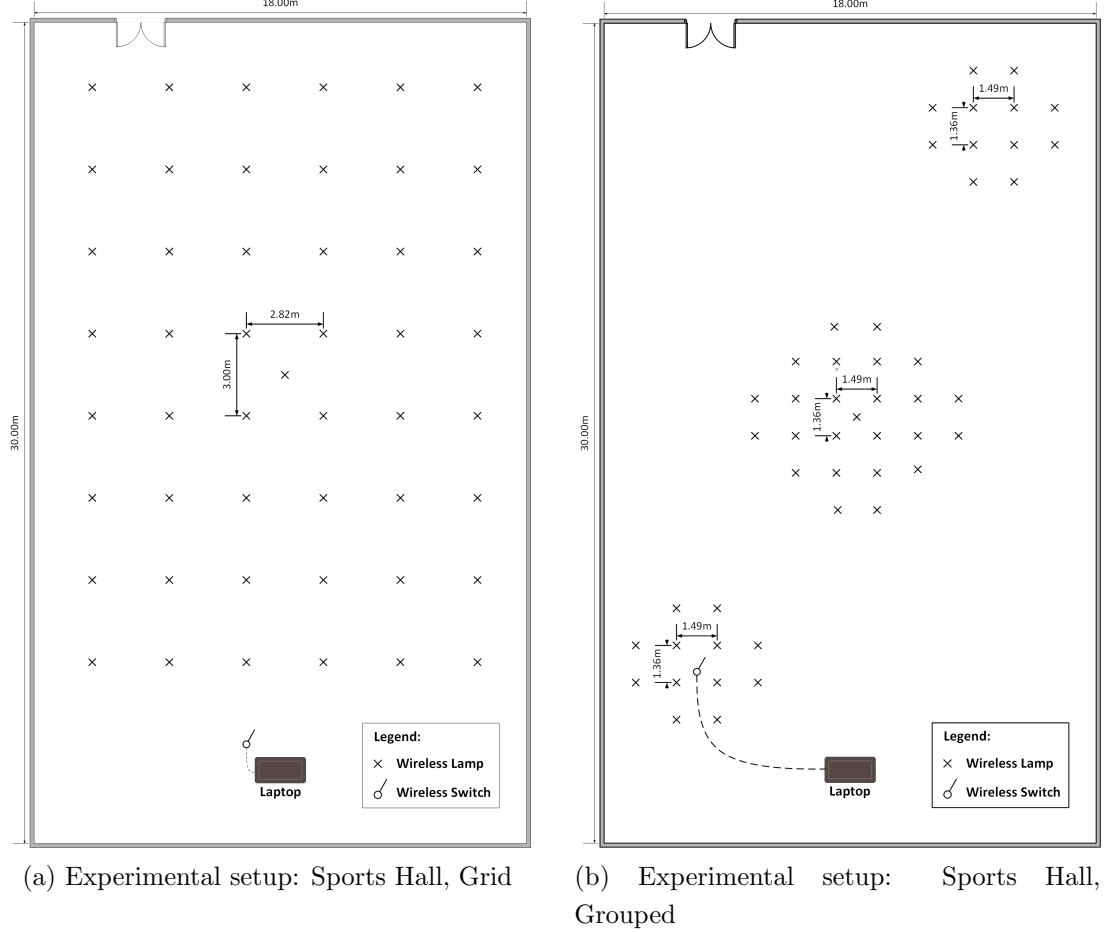 18.00m
2.82m
3.00m
30.00m
Legend:
Wireless Lamp
Wireless Switch
Laptop
(a) Experimental setup: Sports Hall, Grid
18.00m
1.49m
1.36m
1.49m
1.36m
30.00m
1.49m
1.36m
Legend:
Wireless Lamp
Wireless Switch
Laptop
(b) Experimental setup: Sports Hall,
Grouped